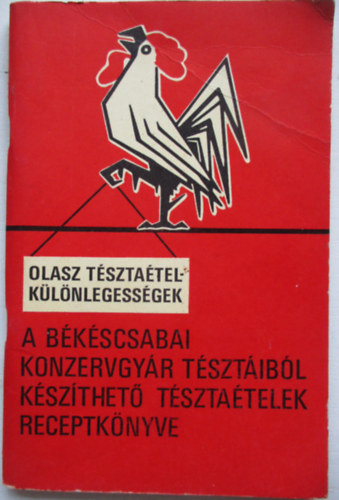 OLASZ TÉSZTAÉTEL-
KÜLÖNLEGESSÉGEK
A BÉKÉSCSABAI
KONZERVGYÁR TÉSZTÁIBÓL
KÉSZÍTHETŐ TÉSZTAÉTELEK
RECEPTKÖNYVE